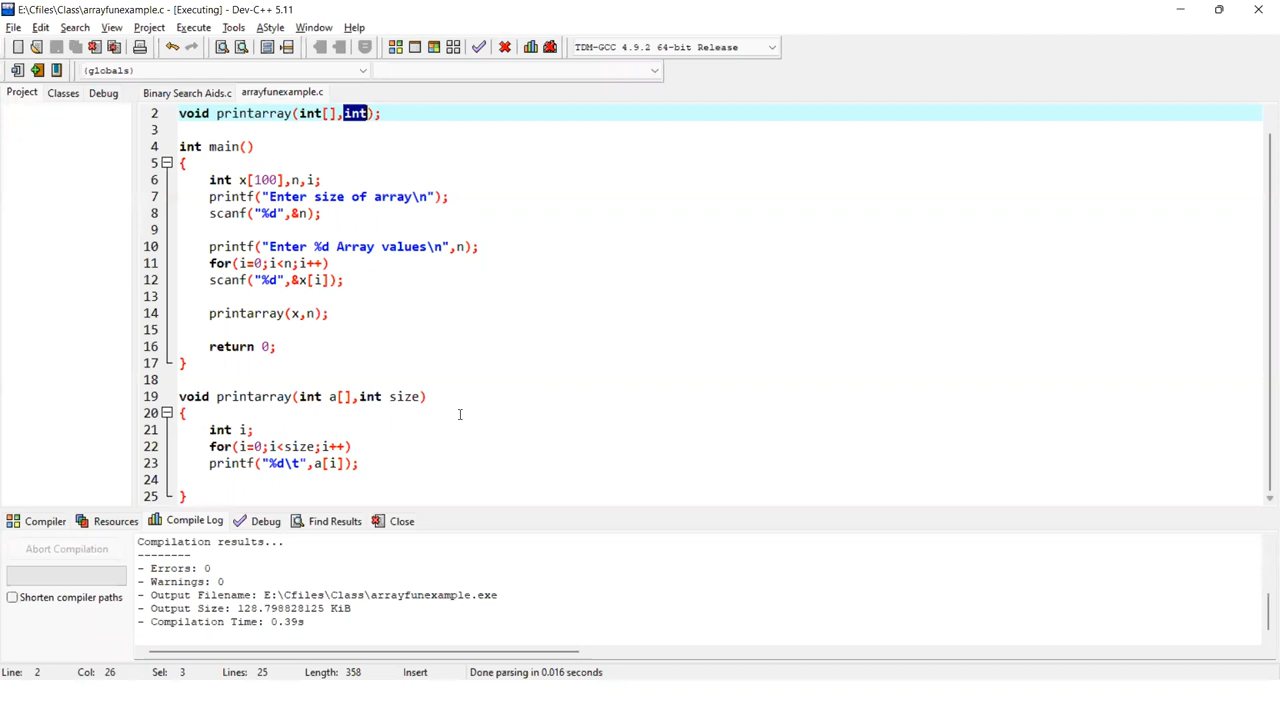 E:\Cfiles\Class\arrayfunexample.c - [Executing] - Dev-C++ 5.11
File Edit Search View Project Execute Tools AStyle Window Help
TDM-GCC 4.9.2 64-bit Release
(globals)
Project Classes Debug Binary Search Aids.c arrayfunexample.c
2 void printarray(int[],int);
3
4 int main()
5 {
6 int x[100],n,i;
7 printf("Enter size of array\n");
8 scanf("%d",&n);
9
10 printf("Enter %d Array values\n",n);
11 for(i=0;i<n;i++)
12 scanf("%d",&x[i]);
13
14 printarray(x,n);
15
16 return 0;
17 }
18
19 void printarray(int a[],int size)
20 {
21 int i;
22 for(i=0;i<size;i++)
23 printf("%d\t",a[i]);
24
25 }
Compiler Resources Compile Log Debug Find Results Close
Abort Compilation
Shorten compiler paths
Compilation results...
--------
- Errors: 0
- Warnings: 0
- Output Filename: E:\Cfiles\Class\arrayfunexample.exe
- Output Size: 128.798828125 KiB
- Compilation Time: 0.39s
Line: 2 Col: 26 Sel: 3 Lines: 25 Length: 358 Insert Done parsing in 0.016 seconds